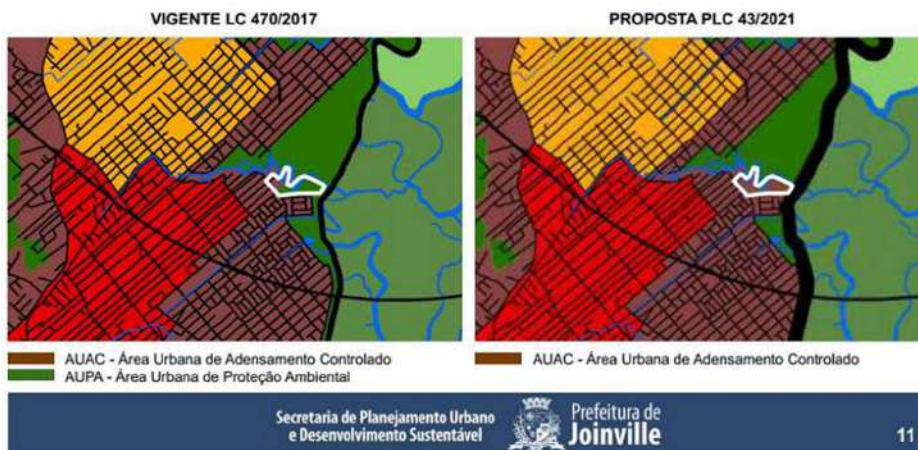 VIGENTE LC 470/2017
PROPOSTA PLC 43/2021
AUAC - Área Urbana de Adensamento Controlado
AUPA - Área Urbana de Proteção Ambiental
AUAC - Área Urbana de Adensamento Controlado
Secretaria de Planejamento Urbano
e Desenvolvimento Sustentável
Prefeitura de
Joinville
11